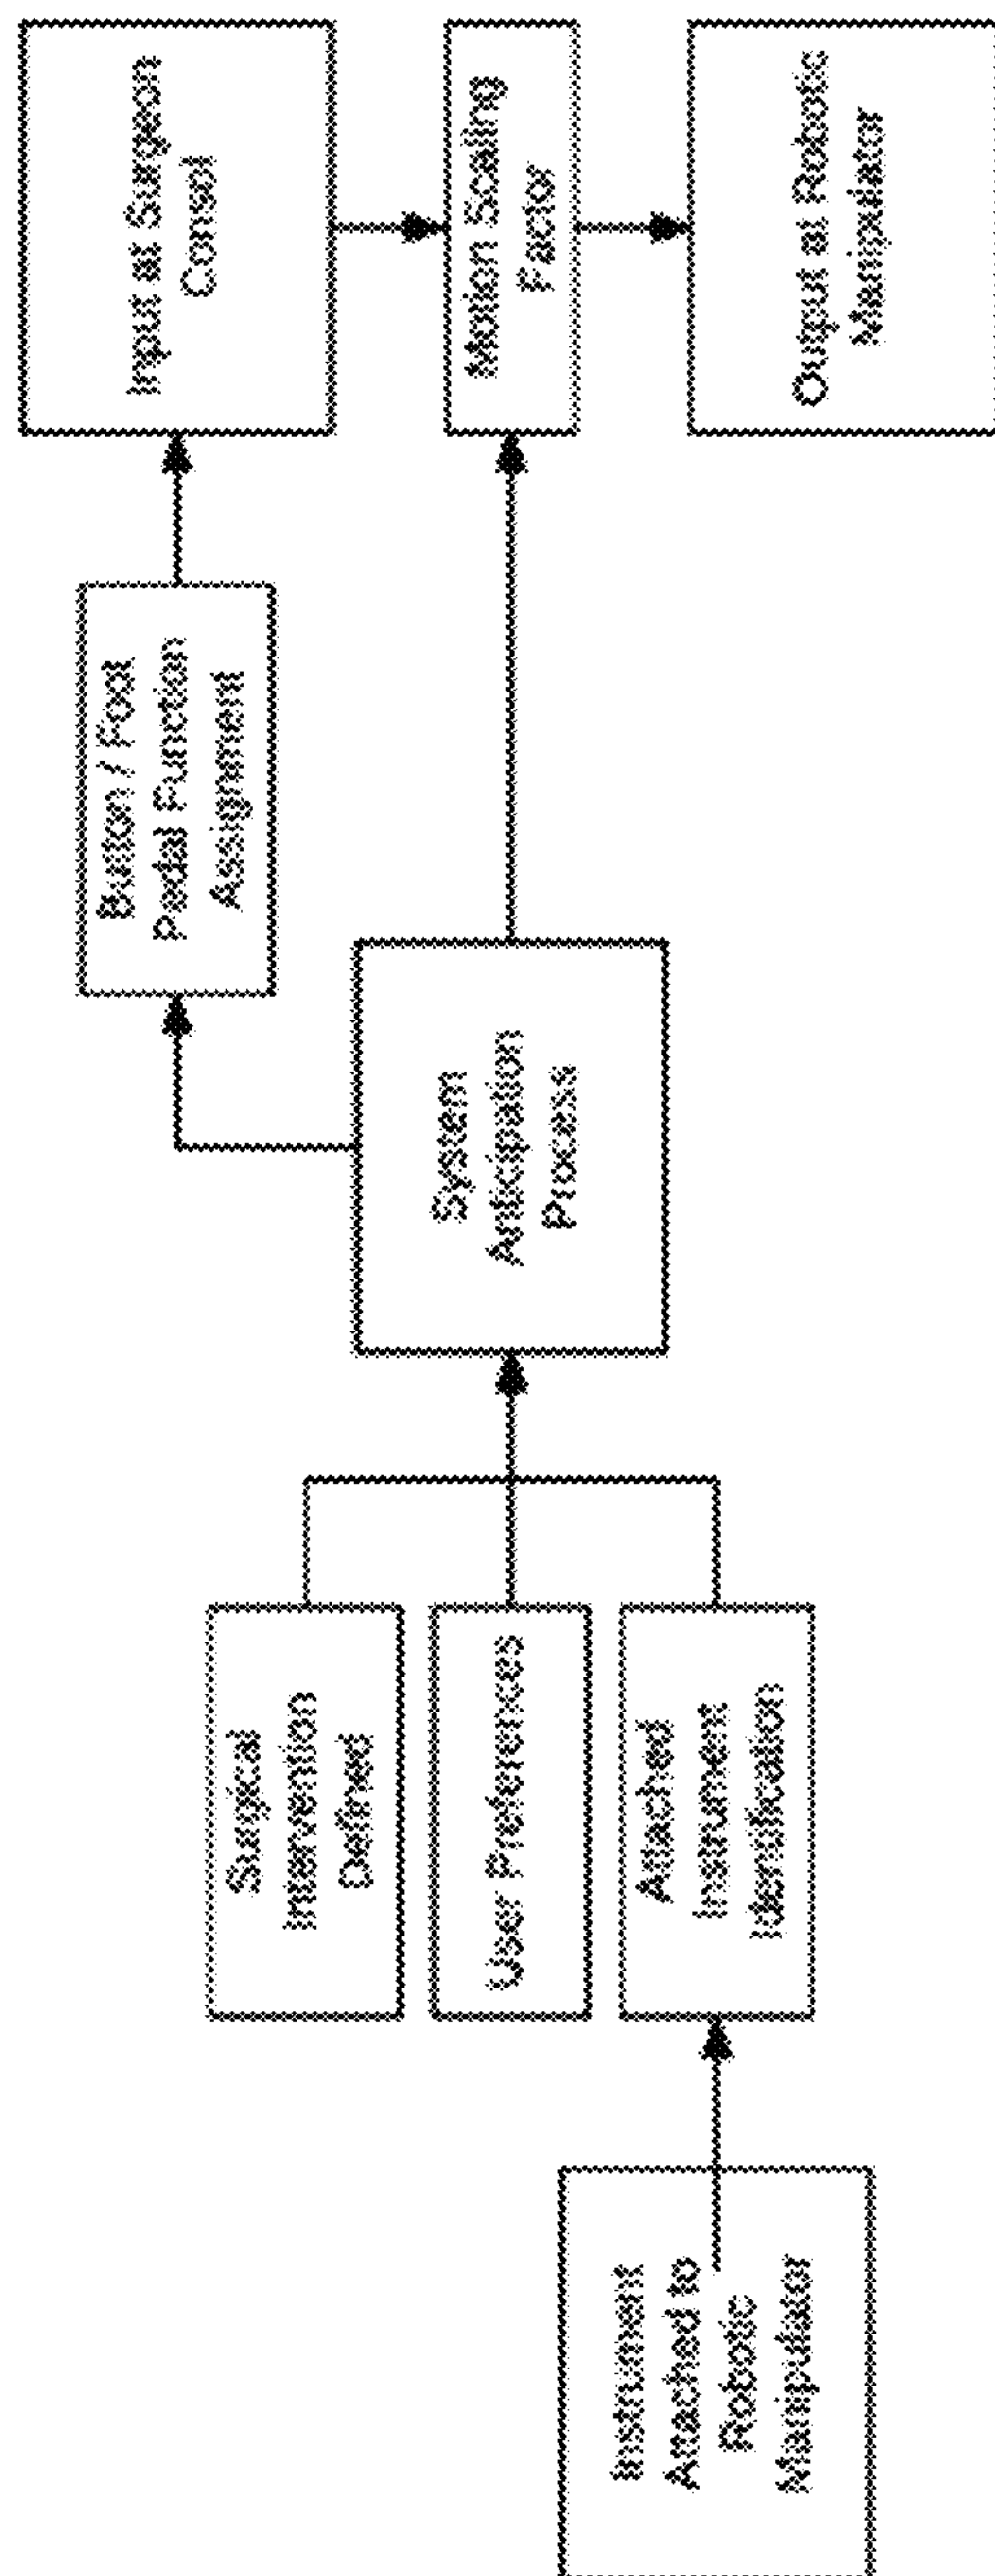 Instrument
Attached to
Robotic
Manipulator
Surgical
Intervention
Defined
User Preferences
Attached
Instrument
Identification
System
Anticipation
Process
Button / Foot
Pedal Function
Assignment
Input at Surgeon
Consol
Motion Scaling
Factor
Output at Robotic
Manipulator